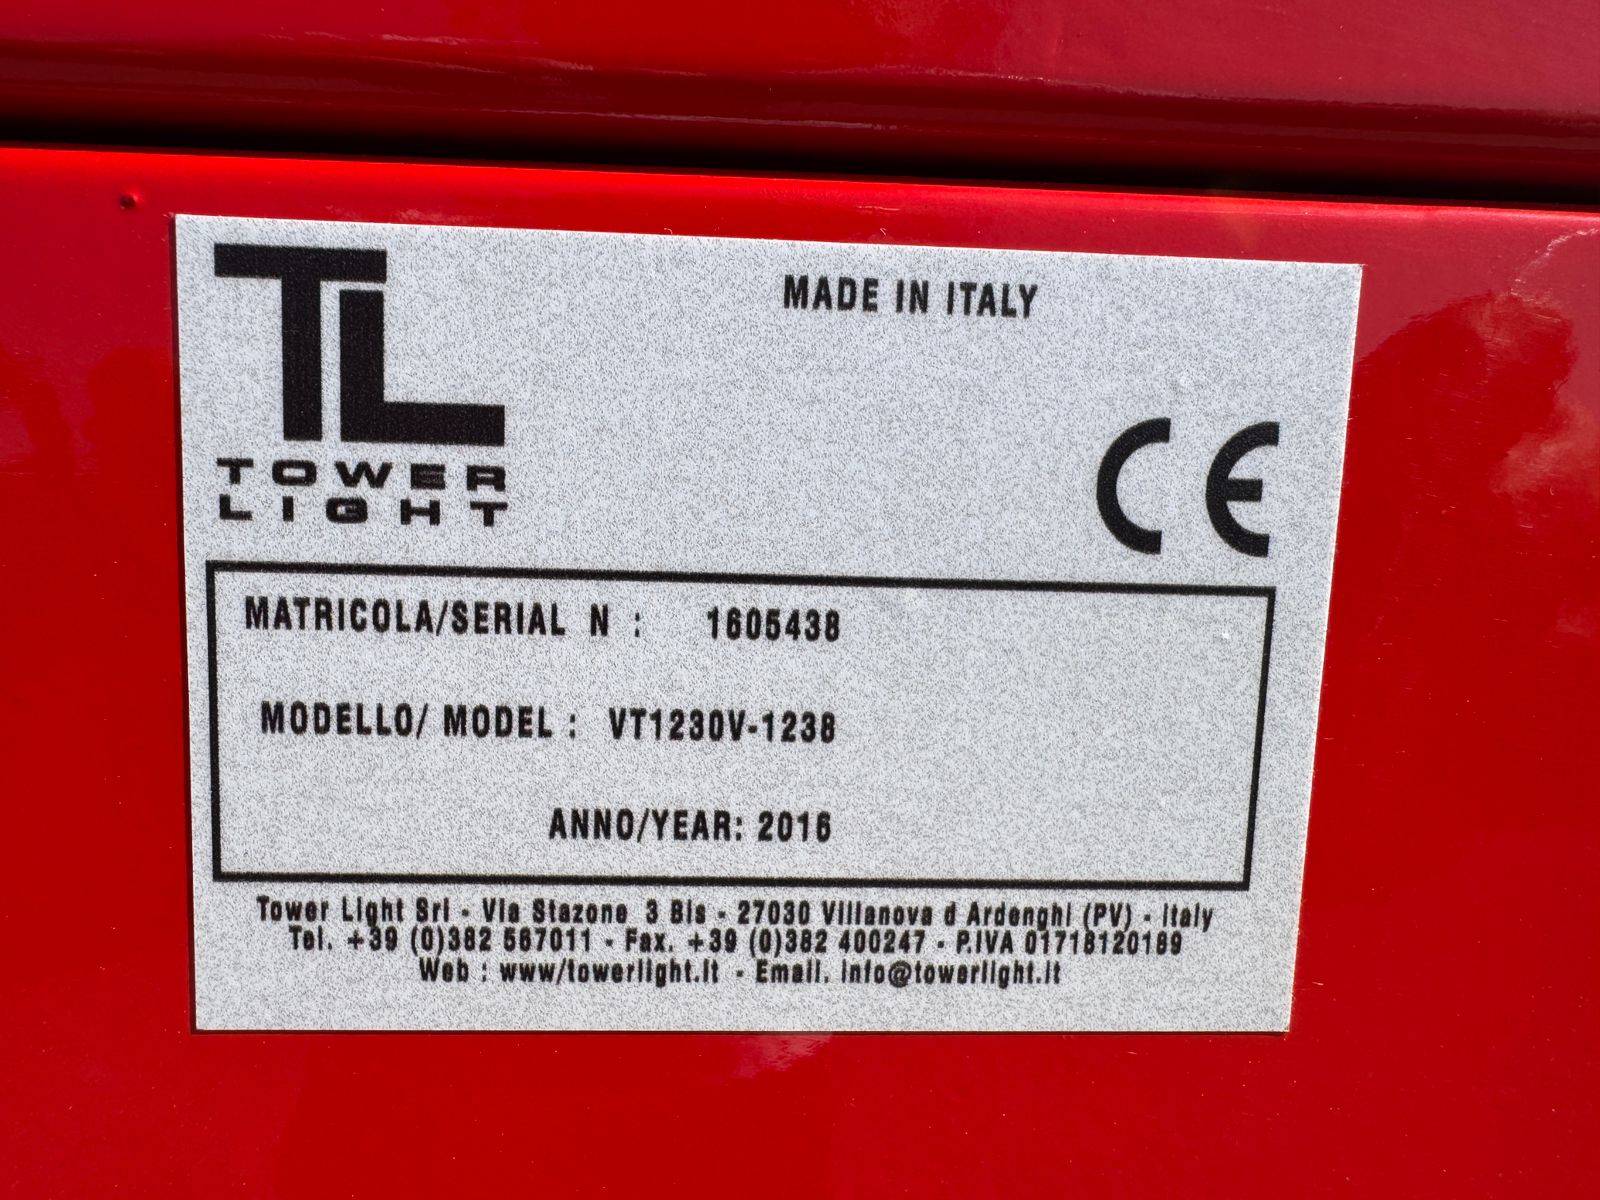 TL
TOWER
LIGHT
MADE IN ITALY
CE
MATRICOLA/SERIAL N : 1605438
MODELLO/ MODEL : VT1230V-1238
ANNO/YEAR: 2016
Tower Light Srl - Via Stazone 3 Bis - 27030 Villanova d Ardenghi (PV) - Italy
Tel. +39 (0)382 567011 - Fax. +39 (0)382 400247 - P.IVA 01718120189
Web : www/towerlight.it - Email. info@towerlight.it